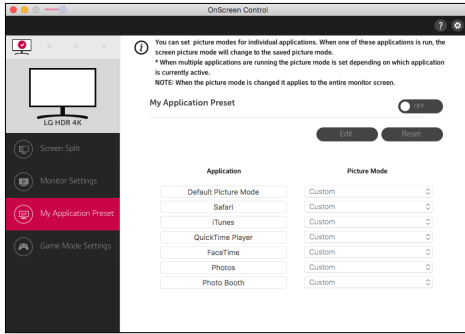 OnScreen Control
?
You can set picture modes for individual applications. When one of these applications is run, the
screen picture mode will change to the saved picture mode.
* When multiple applications are running the picture mode is set depending on which application
is currently active.
NOTE: When the picture mode is changed it applies to the entire monitor screen.
LG HDR 4K
Screen Split
Monitor Settings
My Application Preset
Game Mode Settings
My Application Preset
OFF
Edit Reset
Application Picture Mode
Default Picture Mode Custom
Safari Custom
iTunes Custom
QuickTime Player Custom
FaceTime Custom
Photos Custom
Photo Booth Custom